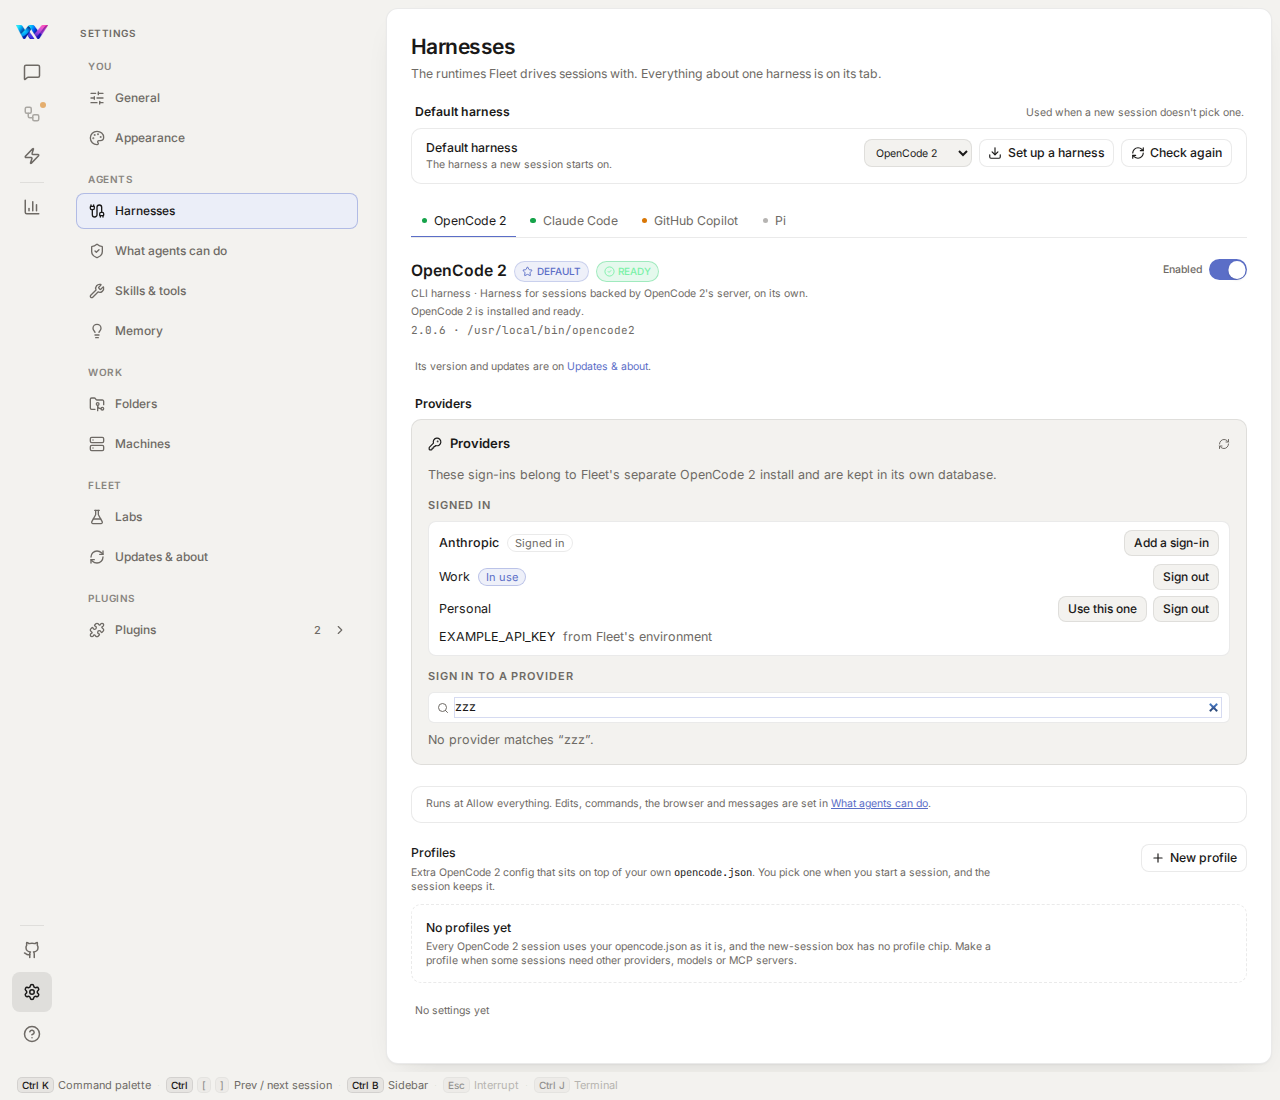 SETTINGS
YOU
General
Appearance
AGENTS
Harnesses
What agents can do
Skills & tools
Memory
WORK
Folders
Machines
FLEET
Labs
Updates & about
PLUGINS
Plugins 2
Harnesses
The runtimes Fleet drives sessions with. Everything about one harness is on its tab.
Default harness Used when a new session doesn't pick one.
Default harness
The harness a new session starts on.
OpenCode 2 Set up a harness Check again
OpenCode 2 Claude Code GitHub Copilot Pi
OpenCode 2 DEFAULT READY Enabled
CLI harness · Harness for sessions backed by OpenCode 2's server, on its own.
OpenCode 2 is installed and ready.
2.0.6 · /usr/local/bin/opencode2
Its version and updates are on Updates & about.
Providers
Providers
These sign-ins belong to Fleet's separate OpenCode 2 install and are kept in its own database.
SIGNED IN
Anthropic Signed in Add a sign-in
Work In use Sign out
Personal Use this one Sign out
EXAMPLE_API_KEY from Fleet's environment
SIGN IN TO A PROVIDER
zzz
No provider matches “zzz”.
Runs at Allow everything. Edits, commands, the browser and messages are set in What agents can do.
Profiles New profile
Extra OpenCode 2 config that sits on top of your own opencode.json. You pick one when you start a session, and the
session keeps it.
No profiles yet
Every OpenCode 2 session uses your opencode.json as it is, and the new-session box has no profile chip. Make a
profile when some sessions need other providers, models or MCP servers.
No settings yet
Ctrl K Command palette Ctrl [ ] Prev / next session Ctrl B Sidebar Esc Interrupt Ctrl J Terminal